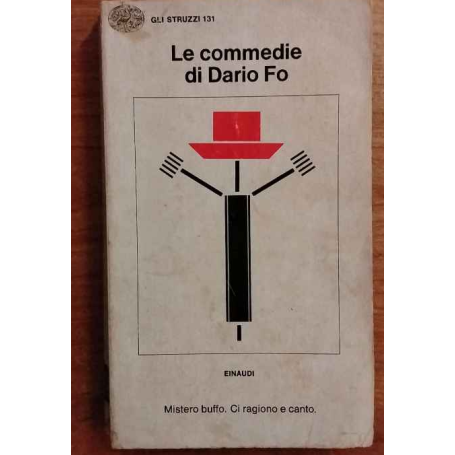 GLI STRUZZI 131
Le commedie
di Dario Fo
EINAUDI
Mistero buffo. Ci ragiono e canto.